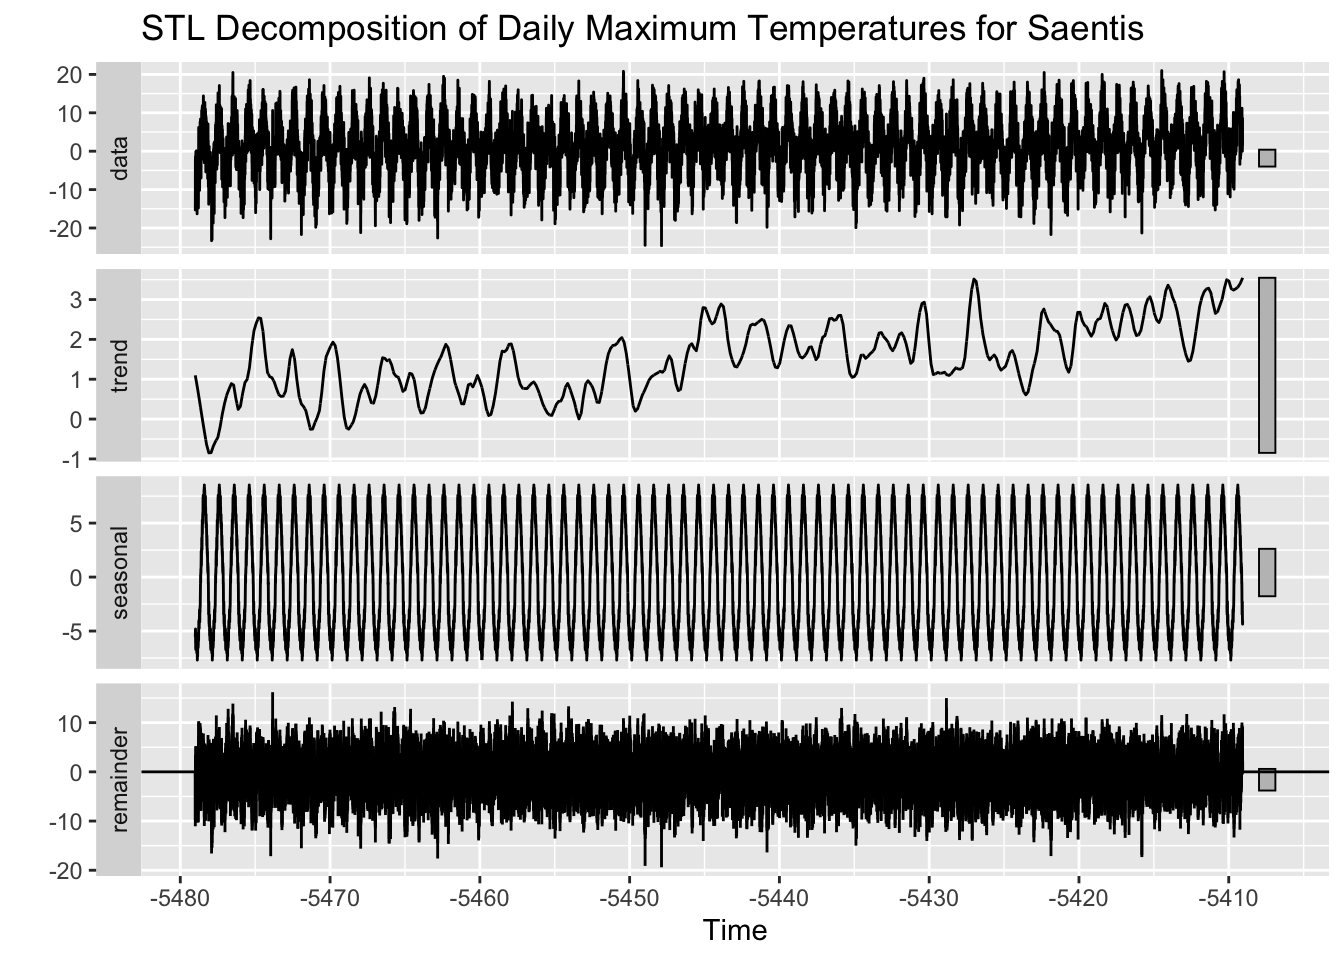 STL Decomposition of Daily Maximum Temperatures for Saentis
data
20
10
0
-10
-20
trend
3
2
1
0
-1
seasonal
5
0
-5
remainder
10
0
-10
-20
-5480 -5470 -5460 -5450 -5440 -5430 -5420 -5410
Time